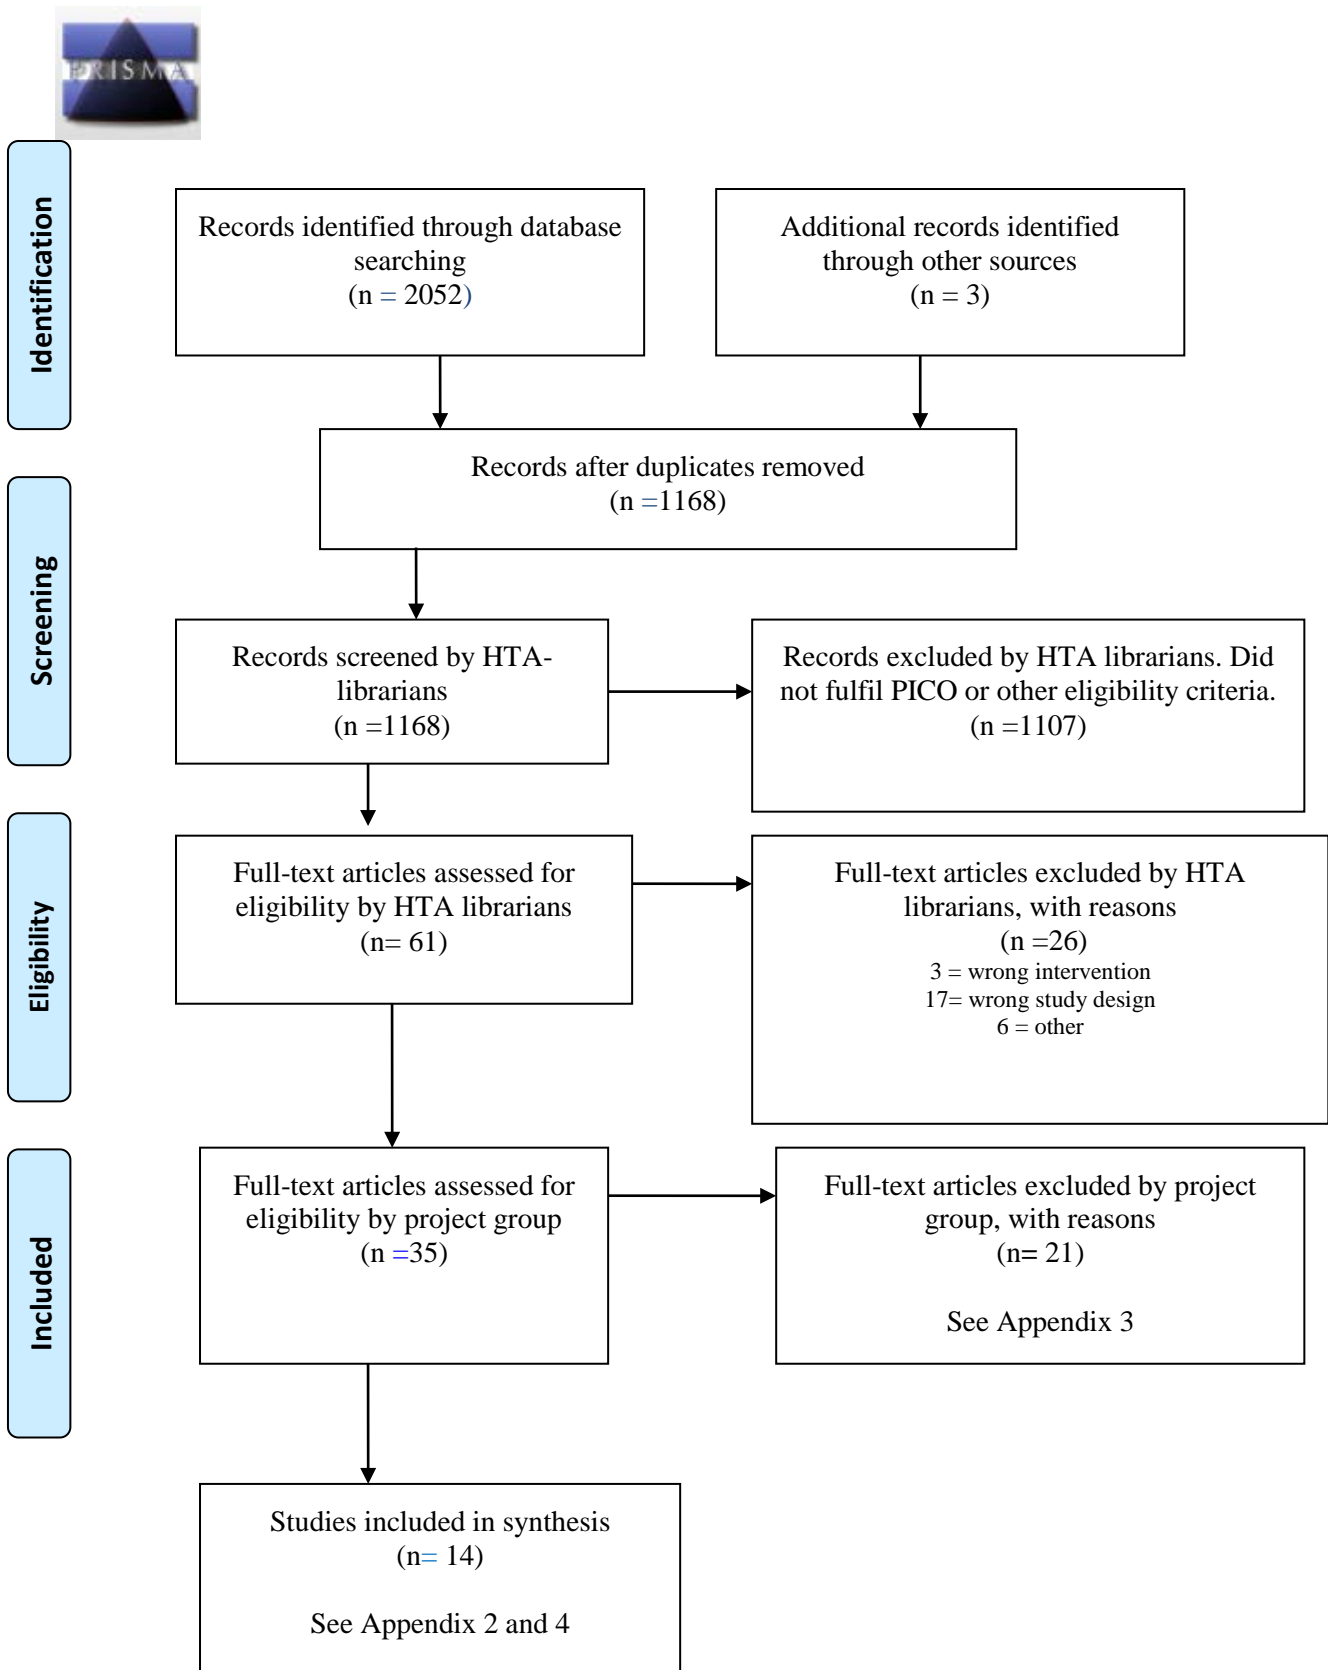 PRISMA
Identification
Records identified through database
searching
(n = 2052)
Additional records identified
through other sources
(n = 3)
Records after duplicates removed
(n =1168)
Screening
Records screened by HTA-
librarians
(n =1168)
Records excluded by HTA librarians. Did
not fulfil PICO or other eligibility criteria.
(n =1107)
Eligibility
Full-text articles assessed for
eligibility by HTA librarians
(n= 61)
Full-text articles excluded by HTA
librarians, with reasons
(n =26)
3 = wrong intervention
17= wrong study design
6 = other
Included
Full-text articles assessed for
eligibility by project group
(n =35)
Full-text articles excluded by project
group, with reasons
(n= 21)
See Appendix 3
Studies included in synthesis
(n= 14)
See Appendix 2 and 4